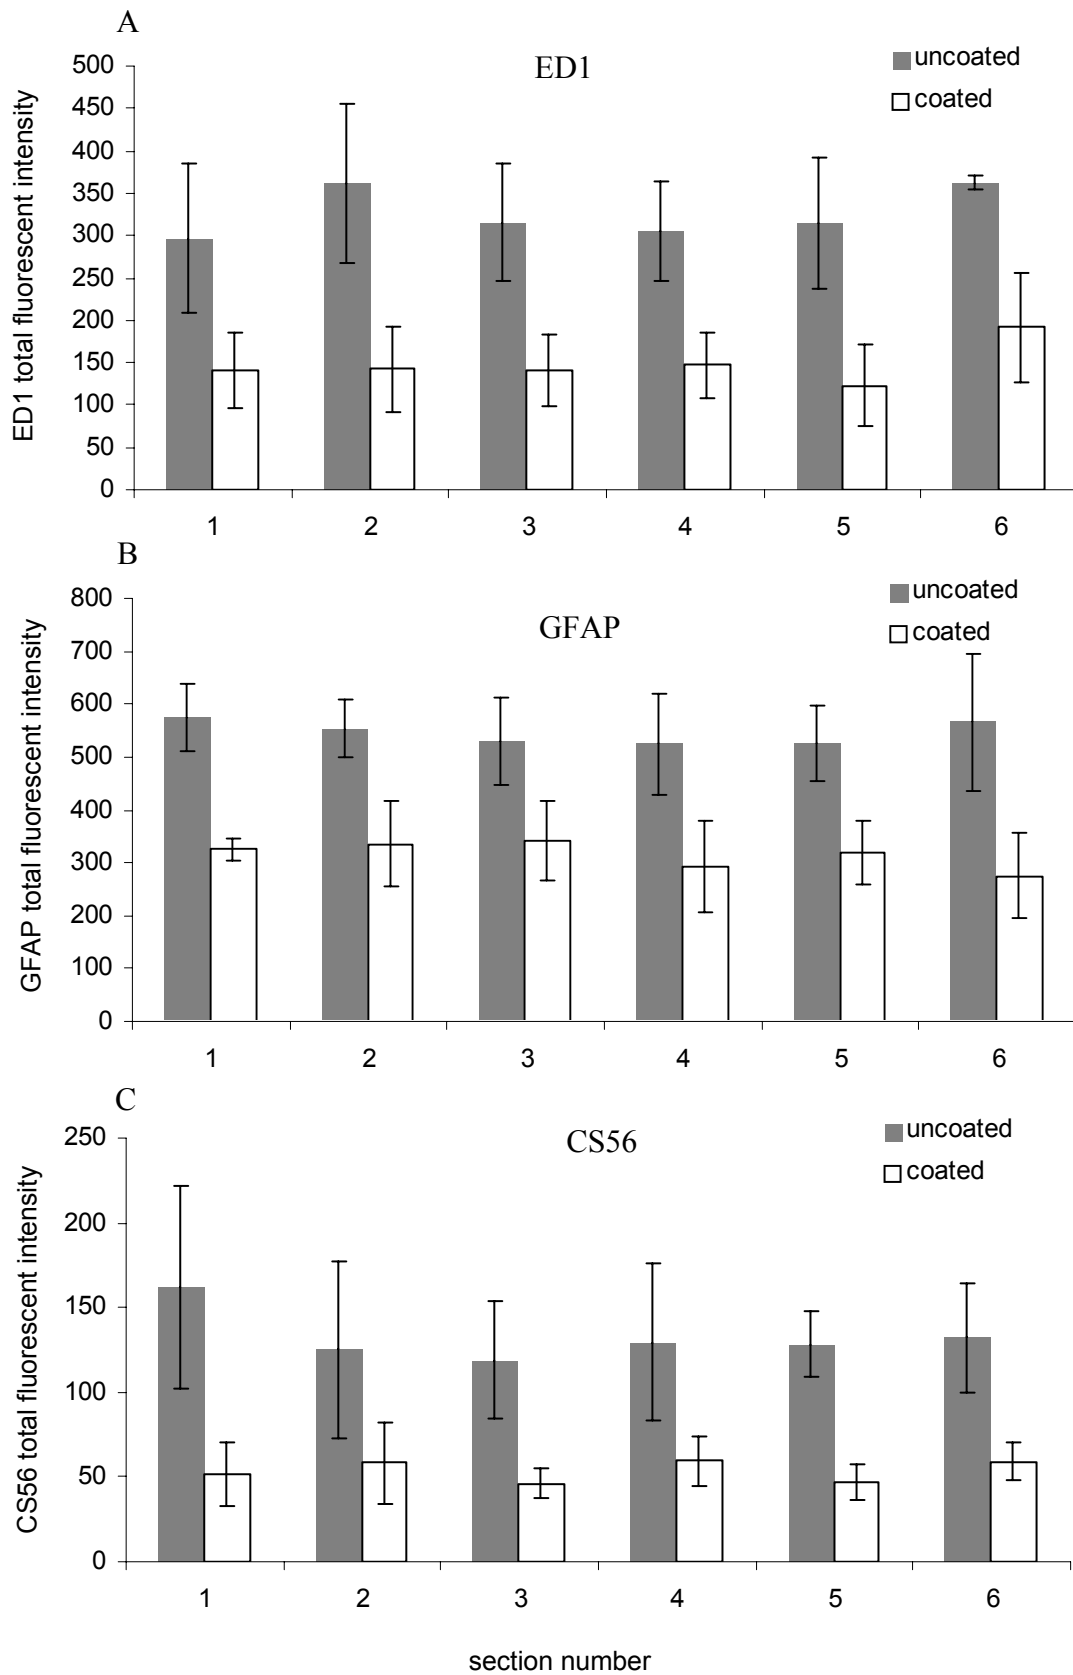 A
ED1
uncoated
coated
ED1 total fluorescent intensity
500
450
400
350
300
250
200
150
100
50
0
1 2 3 4 5 6
B
GFAP
uncoated
coated
GFAP total fluorescent intensity
800
700
600
500
400
300
200
100
0
1 2 3 4 5 6
C
CS56
uncoated
coated
CS56 total fluorescent intensity
250
200
150
100
50
0
1 2 3 4 5 6
section number